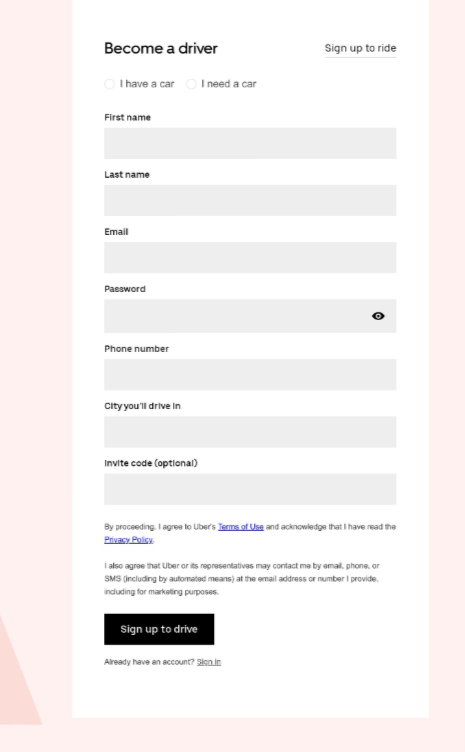 Become a driver
Sign up to ride
I have a car
I need a car
First name
Last name
Email
Password
Phone number
City you'll drive in
Invite code (optional)
By proceeding, I agree to Uber's Terms of Use and acknowledge that I have read the
Privacy Policy.
I also agree that Uber or its representatives may contact me by email, phone, or
SMS (including by automated means) at the email address or number I provide,
including for marketing purposes.
Sign up to drive
Already have an account? Sign in